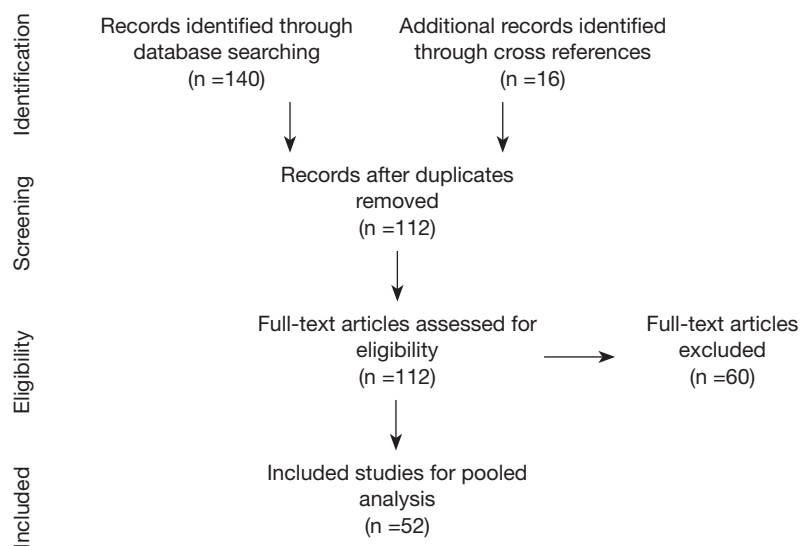 Identification
Records identified through
database searching
(n =140)
Additional records identified
through cross references
(n =16)
Screening
Records after duplicates
removed
(n =112)
Eligibility
Full-text articles assessed for
eligibility
(n =112)
Full-text articles
excluded
(n =60)
Included
Included studies for pooled
analysis
(n =52)